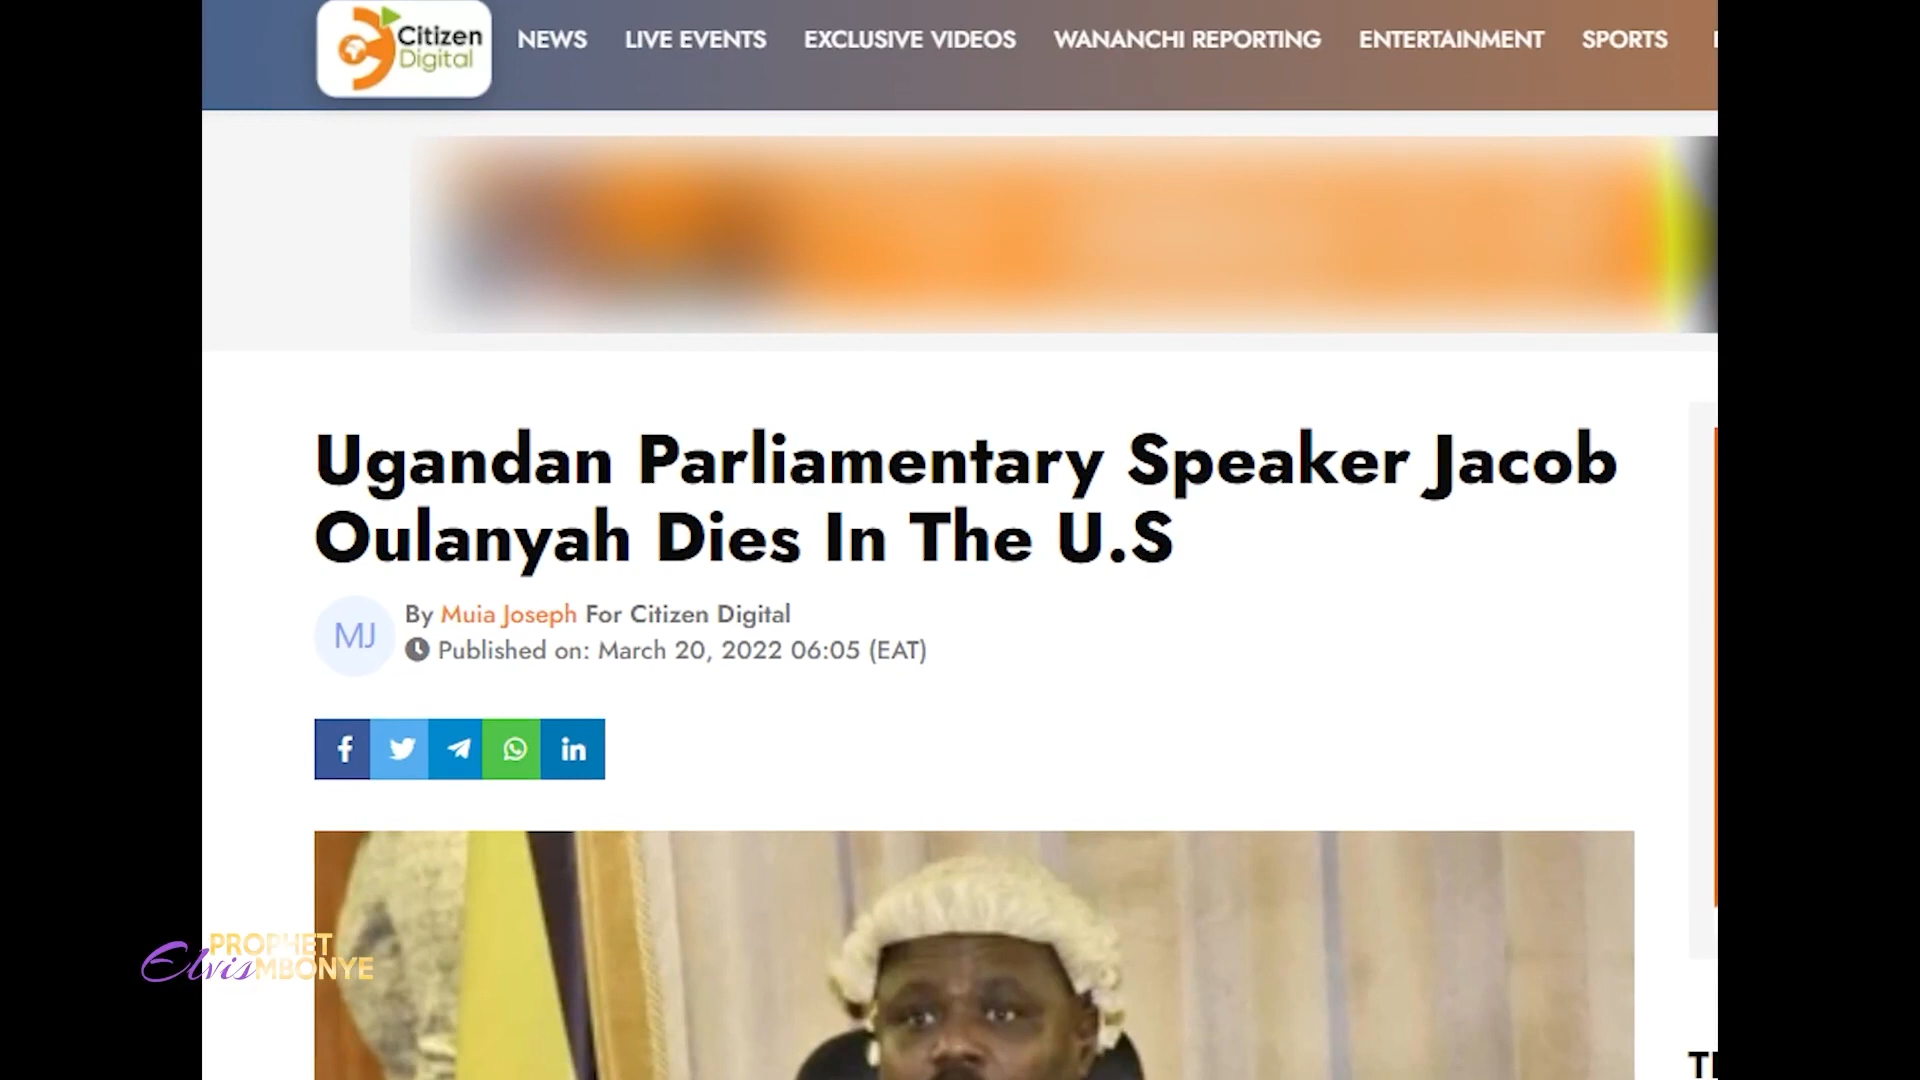 Citizen
Digital
NEWS LIVE EVENTS EXCLUSIVE VIDEOS WANANCHI REPORTING ENTERTAINMENT SPORTS
Ugandan Parliamentary Speaker Jacob
Oulanyah Dies In The U.S
MJ
By Muia Joseph For Citizen Digital
Published on: March 20, 2022 06:05 (EAT)
PROPHET
Elvis MBONYE